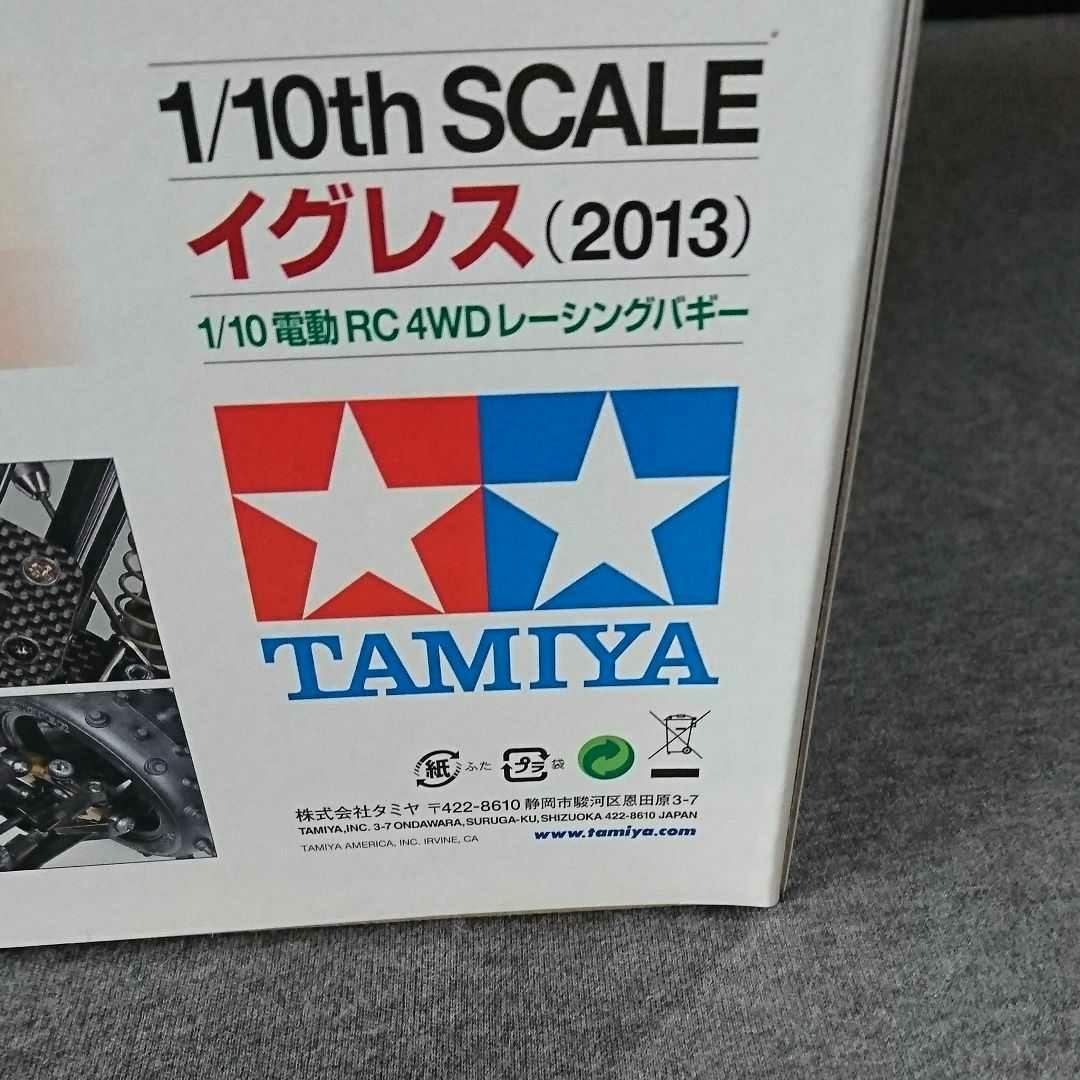 1/10th SCALE
イグレス(2013)
1/10 電動 RC 4WDレーシングバギー
TAMIYA
紙 ふた プラ 袋
株式会社タミヤ 〒422-8610 静岡市駿河区恩田原3-7
TAMIYA,INC. 3-7 ONDAWARA, SURUGA-KU, SHIZUOKA 422-8610 JAPAN
TAMIYA AMERICA, INC. IRVINE, CA
www.tamiya.com